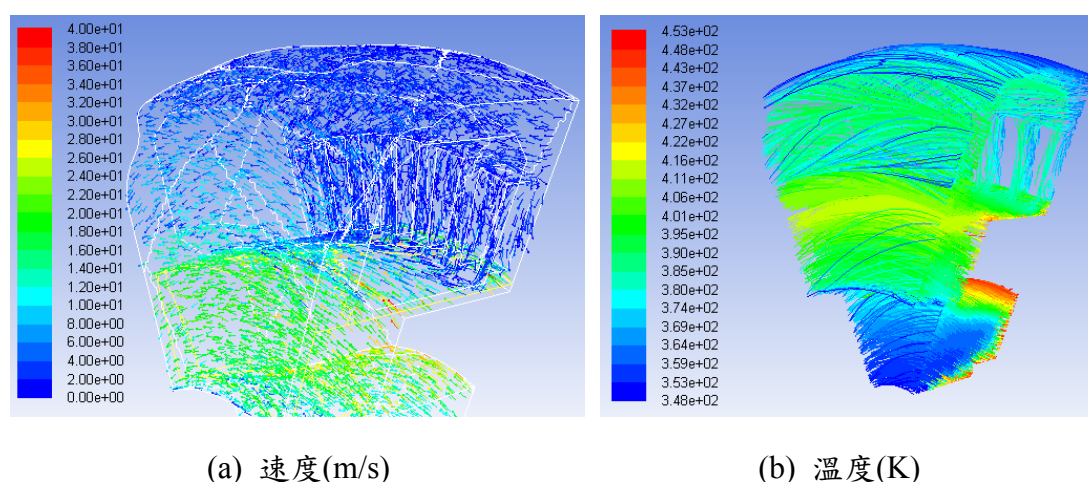 4.00e+01
3.80e+01
3.60e+01
3.40e+01
3.20e+01
3.00e+01
2.80e+01
2.60e+01
2.40e+01
2.20e+01
2.00e+01
1.80e+01
1.60e+01
1.40e+01
1.20e+01
1.00e+01
8.00e+00
6.00e+00
4.00e+00
2.00e+00
0.00e+00
4.53e+02
4.48e+02
4.43e+02
4.37e+02
4.32e+02
4.27e+02
4.22e+02
4.16e+02
4.11e+02
4.06e+02
4.01e+02
3.95e+02
3.90e+02
3.85e+02
3.80e+02
3.74e+02
3.69e+02
3.64e+02
3.59e+02
3.53e+02
3.48e+02
(a) 速度(m/s)
(b) 溫度(K)